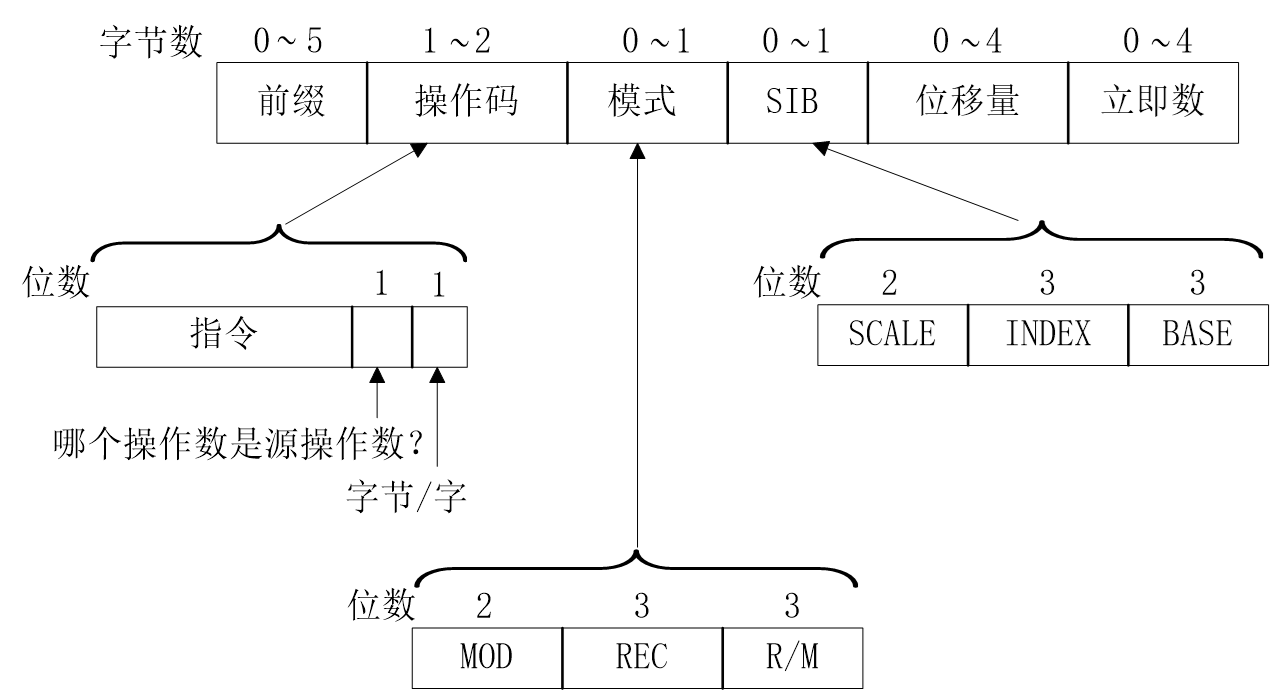 字节数 0~5 1~2 0~1 0~1 0~4 0~4
前缀 操作码 模式 SIB 位移量 立即数
位数 1 1
指令
哪个操作数是源操作数?
字节/字
位数 2 3 3
SCALE INDEX BASE
位数 2 3 3
MOD REC R/M